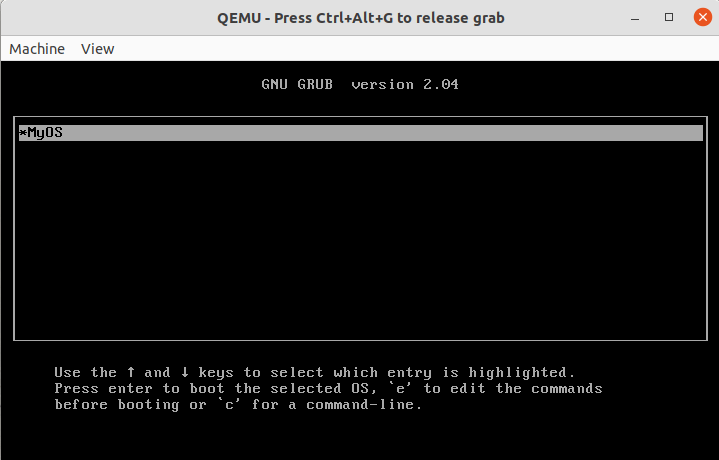 QEMU - Press Ctrl+Alt+G to release grab
Machine View
GNU GRUB  version 2.04
*MyOS
Use the ↑ and ↓ keys to select which entry is highlighted.
Press enter to boot the selected OS, `e' to edit the commands
before booting or `c' for a command-line.